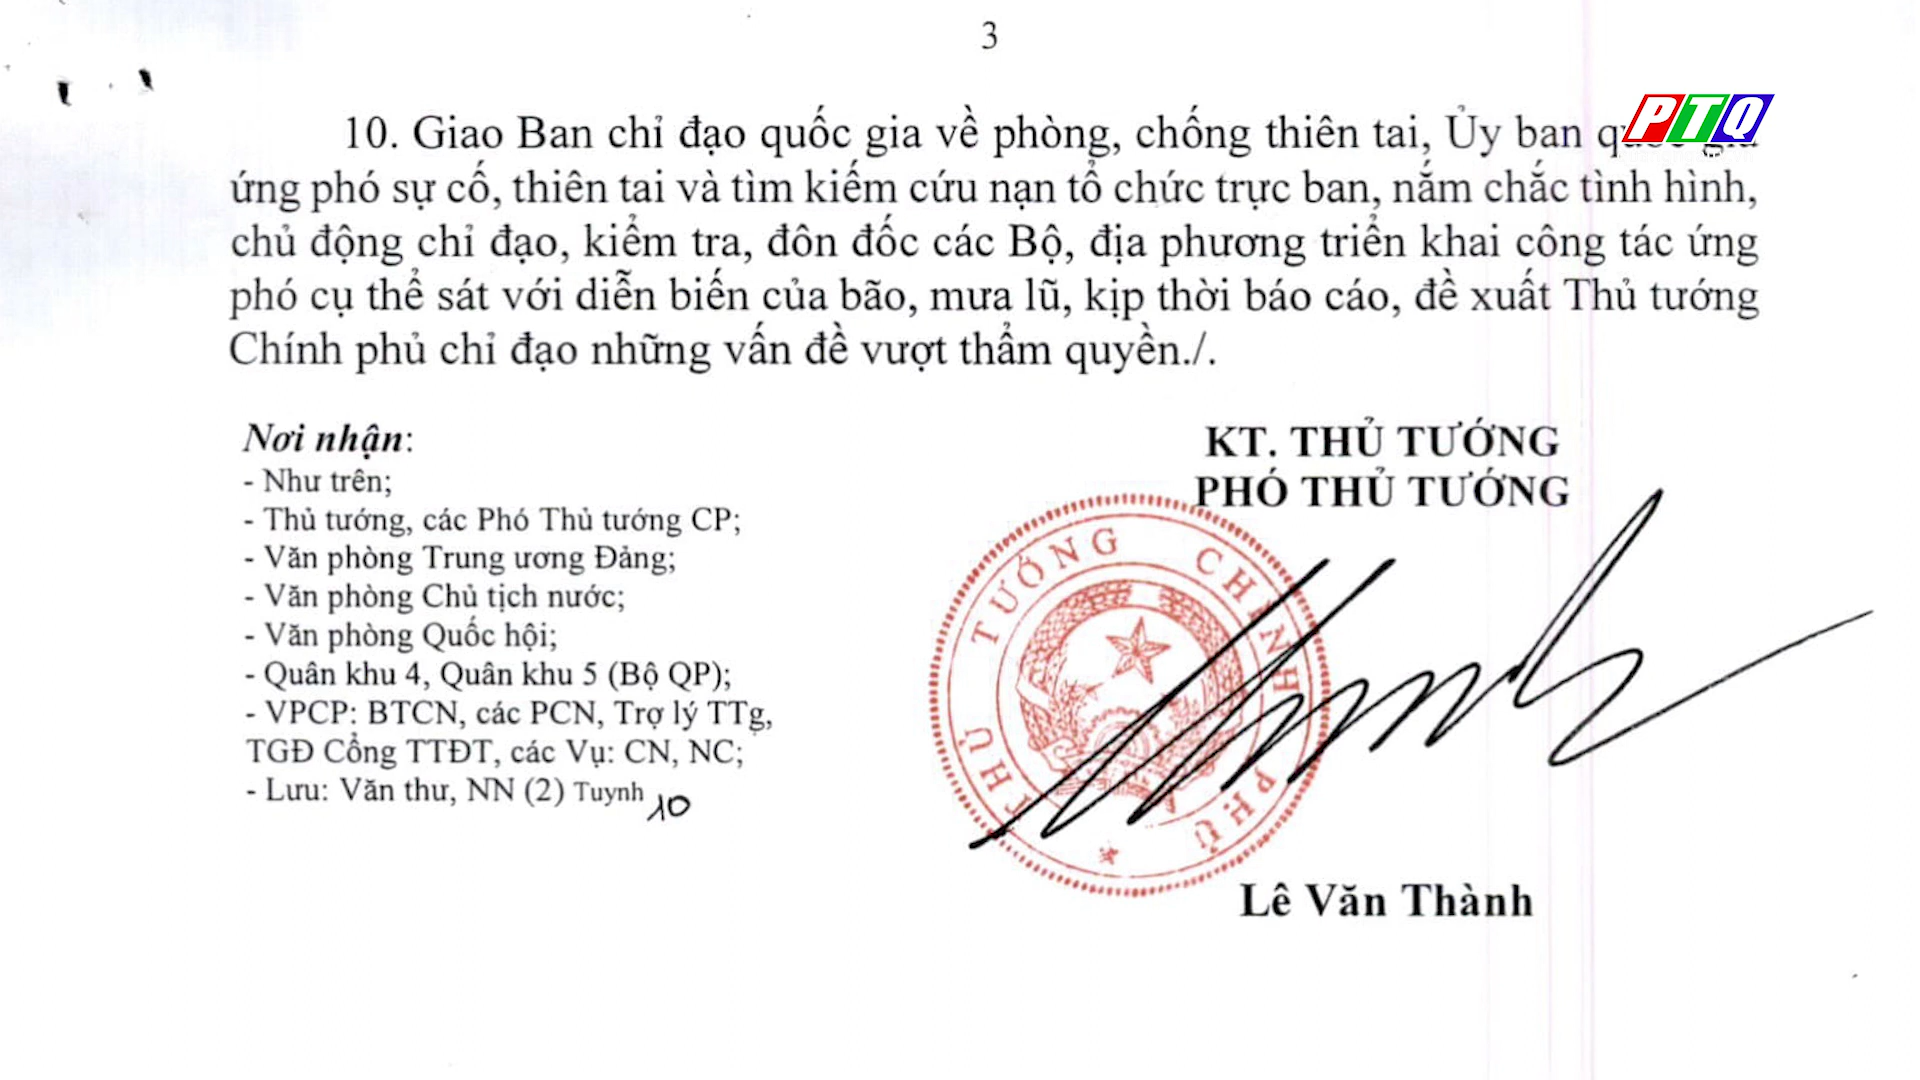 3
PTQ
10. Giao Ban chỉ đạo quốc gia về phòng, chống thiên tai, Ủy ban
ứng phó sự cố, thiên tai và tìm kiếm cứu nạn tổ chức trực ban, nắm chắc tình hình,
chủ động chỉ đạo, kiểm tra, đôn đốc các Bộ, địa phương triển khai công tác ứng
phó cụ thể sát với diễn biến của bão, mưa lũ, kịp thời báo cáo, đề xuất Thủ tướng
Chính phủ chỉ đạo những vấn đề vượt thẩm quyền./.
Nơi nhận:
- Như trên;
- Thủ tướng, các Phó Thủ tướng CP;
- Văn phòng Trung ương Đảng;
- Văn phòng Chủ tịch nước;
- Văn phòng Quốc hội;
- Quân khu 4, Quân khu 5 (Bộ QP);
- VPCP: BTCN, các PCN, Trợ lý TTg,
TGĐ Cổng TTĐT, các Vụ: CN, NC;
- Lưu: Văn thư, NN (2) Tuynh 10
KT. THỦ TƯỚNG
PHÓ THỦ TƯỚNG
THỦ TƯỚNG CHÍNH PHỦ
Lê Văn Thành